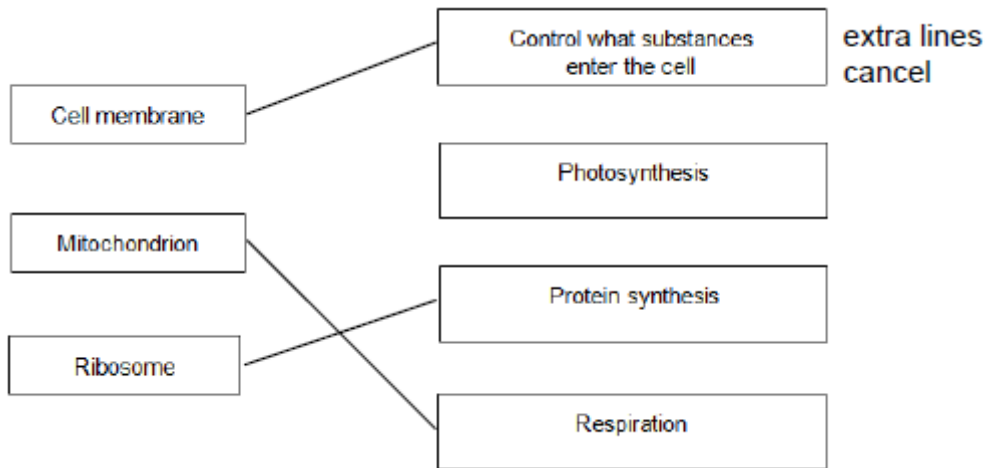 Control what substances
enter the cell
extra lines
cancel
Cell membrane
Photosynthesis
Mitochondrion
Protein synthesis
Ribosome
Respiration